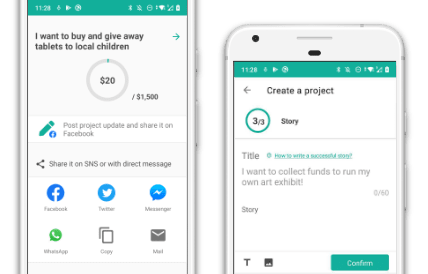 11:28
I want to buy and give away
tablets to local children
$20
/ $1,500
Post project update and share it on
Facebook
Share it on SNS or with direct message
Facebook
Twitter
Messenger
WhatsApp
Copy
Mail
11:28
Create a project
3/3
Story
Title
How to write a successful story?
I want to collect funds to run my
own art exhibit!
0/60
Story
T
Confirm